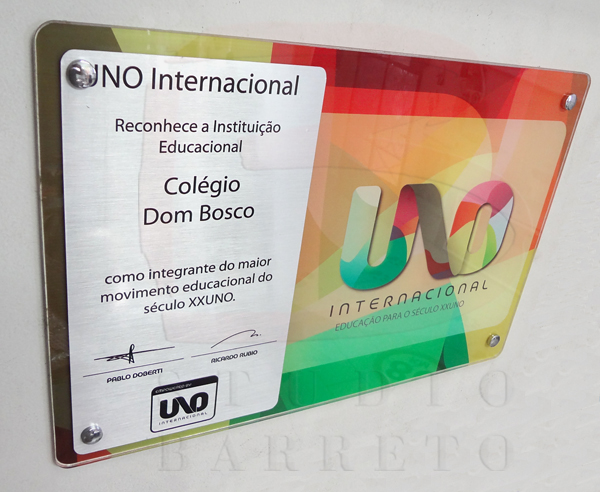 UNO Internacional
Reconhece a Instituição
Educacional
Colégio
Dom Bosco
como integrante do maior
movimento educacional do
século XXUNO.
PABLO DOBERTI
RICARDO RUBIO
UNO
INTERNACIONAL
UNO
INTERNACIONAL
EDUCAÇÃO PARA O SÉCULO XXUNO
STUDIO
BARRETO